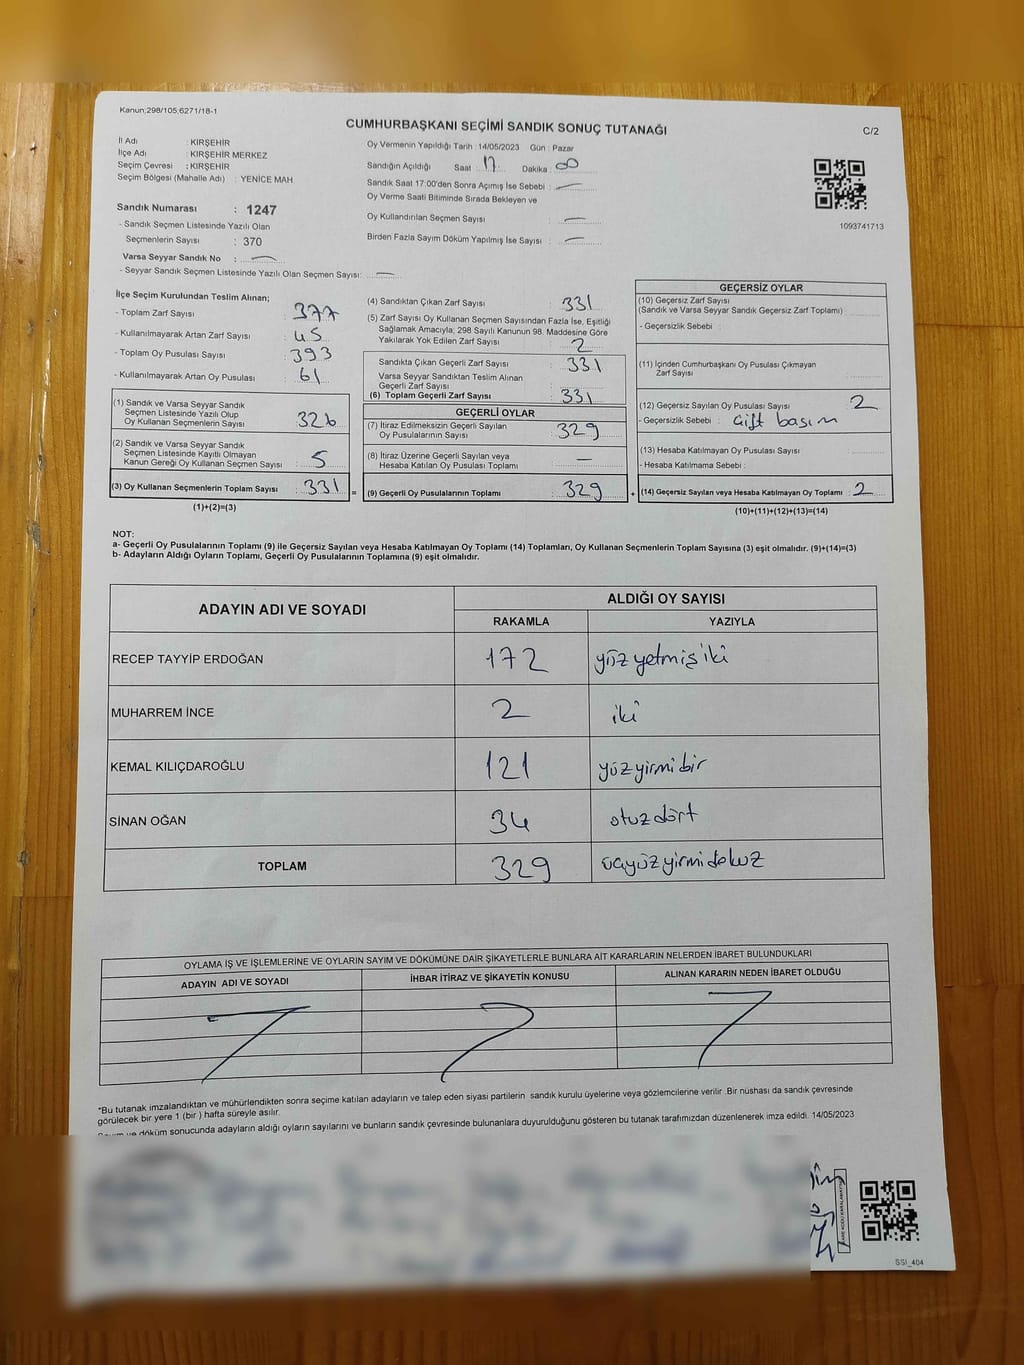 Kanun;298/105,6271/18-1
CUMHURBAŞKANI SEÇİMİ SANDIK SONUÇ TUTANAĞI
C/2
İl Adı : KIRŞEHİR
İlçe Adı : KIRŞEHİR MERKEZ
Seçim Çevresi : KIRŞEHİR
Seçim Bölgesi (Mahalle Adı) : YENİCE MAH.
Sandık Numarası : 1247
- Sandık Seçmen Listesinde Yazılı Olan
Seçmenlerin Sayısı : 370
Varsa Seyyar Sandık No : —
- Seyyar Sandık Seçmen Listesinde Yazılı Olan Seçmen Sayısı: —
Oy Vermenin Yapıldığı Tarih : 14/05/2023 Gün : Pazar
Sandığın Açıldığı Saat 17 Dakika : 00
Sandık Saat 17:00'den Sonra Açımış İse Sebebi : —
Oy Verme Saati Bitiminde Sırada Bekleyen ve
Oy Kullandırılan Seçmen Sayısı : —
Birden Fazla Sayım Döküm Yapılmış İse Sayısı : —
1093741713
İlçe Seçim Kurulundan Teslim Alınan;
- Toplam Zarf Sayısı : 377
- Kullanılmayarak Artan Zarf Sayısı : 45
- Toplam Oy Pusulası Sayısı : 393
- Kullanılmayarak Artan Oy Pusulası : 61
(1) Sandık ve Varsa Seyyar Sandık
Seçmen Listesinde Yazılı Olup
Oy Kullanan Seçmenlerin Sayısı : 326
(2) Sandık ve Varsa Seyyar Sandık
Seçmen Listesinde Kayıtlı Olmayan
Kanun Gereği Oy Kullanan Seçmen Sayısı : 5
(3) Oy Kullanan Seçmenlerin Toplam Sayısı : 331 =
(1)+(2)=(3)
(4) Sandıktan Çıkan Zarf Sayısı : 331
(5) Zarf Sayısı Oy Kullanan Seçmen Sayısından Fazla İse, Eşitliği
Sağlamak Amacıyla; 298 Sayılı Kanunun 98. Maddesine Göre
Yakılarak Yok Edilen Zarf Sayısı : 2
Sandıkta Çıkan Geçerli Zarf Sayısı : 331
Varsa Seyyar Sandıktan Teslim Alınan
Geçerli Zarf Sayısı :
(6) Toplam Geçerli Zarf Sayısı : 331
GEÇERLİ OYLAR
(7) İtiraz Edilmeksizin Geçerli Sayılan
Oy Pusulalarının Sayısı : 329
(8) İtiraz Üzerine Geçerli Sayılan veya
Hesaba Katılan Oy Pusulası Toplamı : —
(9) Geçerli Oy Pusulalarının Toplamı : 329 +
GEÇERSİZ OYLAR
(10) Geçersiz Zarf Sayısı
(Sandık ve Varsa Seyyar Sandık Geçersiz Zarf Toplamı) :
- Geçersizlik Sebebi :
(11) İçinden Cumhurbaşkanı Oy Pusulası Çıkmayan
Zarf Sayısı :
(12) Geçersiz Sayılan Oy Pusulası Sayısı : 2
- Geçersizlik Sebebi : Çift basım
(13) Hesaba Katılmayan Oy Pusulası Sayısı :
- Hesaba Katılmama Sebebi :
(14) Geçersiz Sayılan veya Hesaba Katılmayan Oy Toplamı : 2
(10)+(11)+(12)+(13)=(14)
NOT:
a- Geçerli Oy Pusulalarının Toplamı (9) ile Geçersiz Sayılan veya Hesaba Katılmayan Oy Toplamı (14) Toplamları, Oy Kullanan Seçmenlerin Toplam Sayısına (3) eşit olmalıdır. (9)+(14)=(3)
b- Adayların Aldığı Oyların Toplamı, Geçerli Oy Pusulalarının Toplamına (9) eşit olmalıdır.
ADAYIN ADI VE SOYADI ALDIĞI OY SAYISI
RAKAMLA YAZIYLA
RECEP TAYYİP ERDOĞAN 172 yüz yetmiş iki
MUHARREM İNCE 2 iki
KEMAL KILIÇDAROĞLU 121 yüz yirmi bir
SİNAN OĞAN 34 otuz dört
TOPLAM 329 üçyüz yirmi dokuz
OYLAMA İŞ VE İŞLEMLERİNE VE OYLARIN SAYIM VE DÖKÜMÜNE DAİR ŞİKAYETLERLE BUNLARA AİT KARARLARIN NELERDEN İBARET BULUNDUKLARI
ADAYIN ADI VE SOYADI İHBAR İTİRAZ VE ŞİKAYETİN KONUSU ALINAN KARARIN NEDEN İBARET OLDUĞU
*Bu tutanak imzalandıktan ve mühürlendikten sonra seçime katılan adayların ve talep eden siyasi partilerin sandık kurulu üyelerine veya gözlemcilerine verilir .Bir nüshası da sandık çevresinde
görülecek bir yere 1 (bir ) hafta süreyle asılır.
Sayım ve döküm sonucunda adayların aldığı oyların sayılarını ve bunların sandık çevresinde bulunanlara duyurulduğunu gösteren bu tutanak tarafımızdan düzenlenerek imza edildi. 14/05/2023
SSI_404